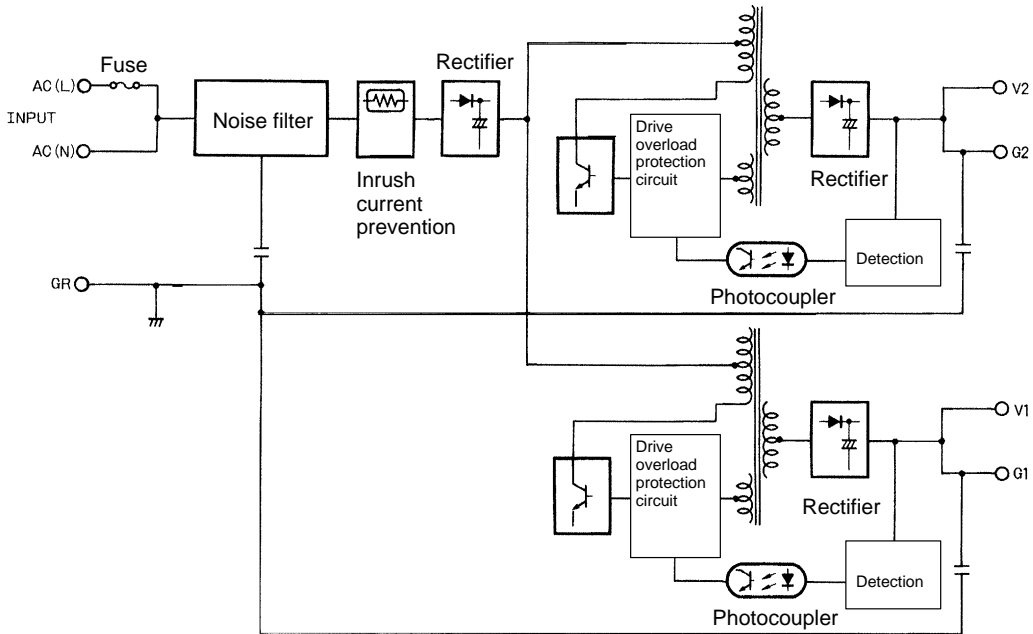 Fuse
AC(L)
INPUT
AC(N)
GR
Noise filter
Inrush
current
prevention
Rectifier
Drive
overload
protection
circuit
Rectifier
V2
G2
Photocoupler
Detection
Drive
overload
protection
circuit
Rectifier
V1
G1
Photocoupler
Detection